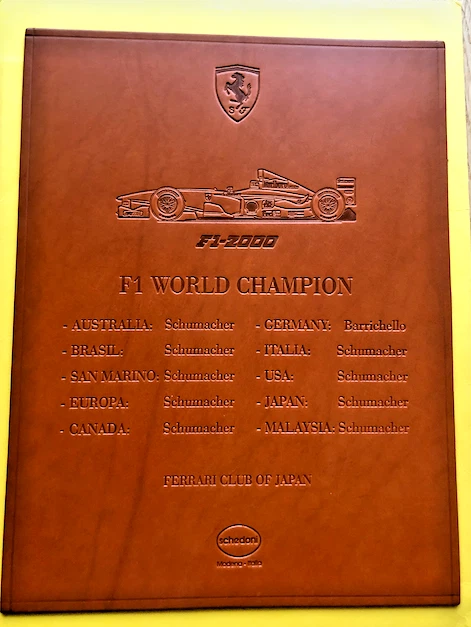 S F
F1-2000
F1 WORLD CHAMPION
- AUSTRALIA: Schumacher
- BRASIL: Schumacher
- SAN MARINO: Schumacher
- EUROPA: Schumacher
- CANADA: Schumacher
- GERMANY: Barrichello
- ITALIA: Schumacher
- USA: Schumacher
- JAPAN: Schumacher
- MALAYSIA: Schumacher
FERRARI CLUB OF JAPAN
schedoni
Modena - Italia